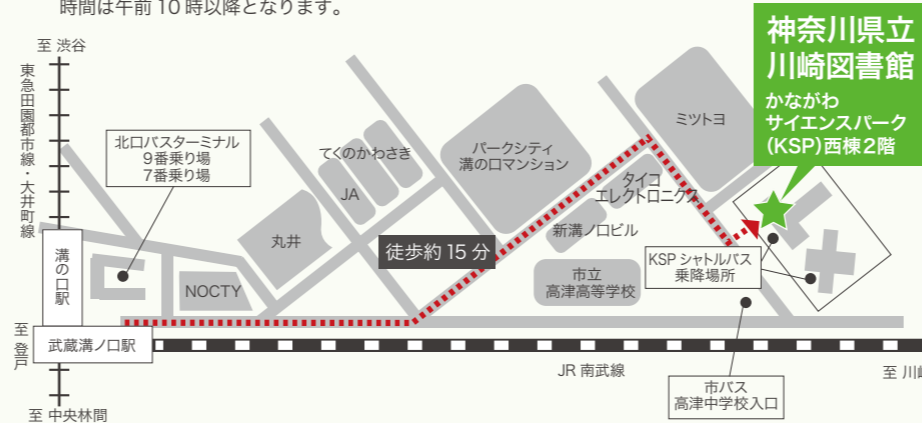 時間は午前10時以降となります。
至 渋谷
東急田園都市線・大井町線
北口バスターミナル
9番乗り場
7番乗り場
てくのかわさき
JA
丸井
NOCTY
パークシティ
溝の口マンション
ミツトヨ
神奈川県立
川崎図書館
かながわ
サイエンスパーク
(KSP)西棟2階
タイコ
エレクトロニクス
新溝ノ口ビル
徒歩約15分
KSPシャトルバス
乗降場所
市立
高津高等学校
溝の口駅
至 登戸
武蔵溝ノ口駅
JR南武線
至 川崎
市バス
高津中学校入口
至 中央林間